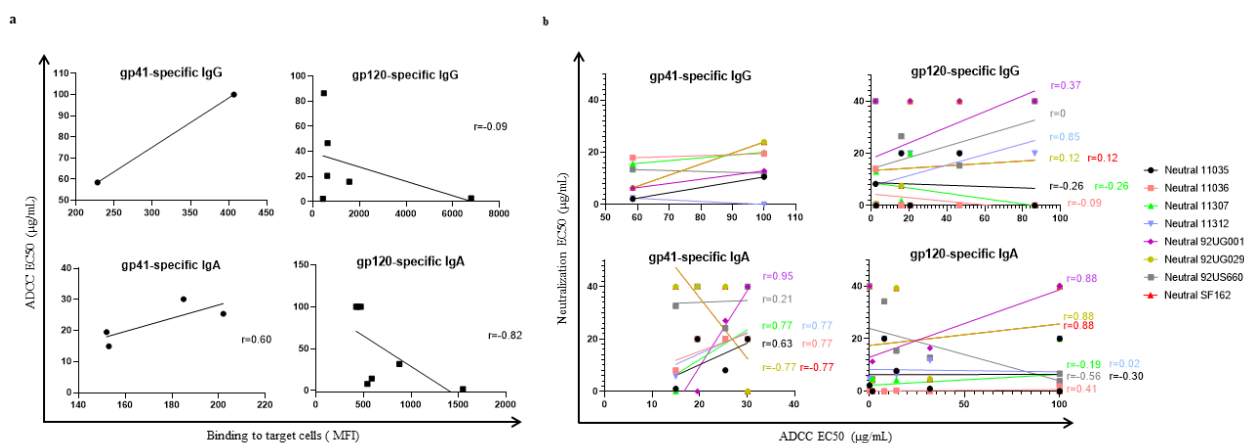 a
b
gp41-specific IgG
110
100
90
80
70
60
50
200 250 300 350 400 450
gp120-specific IgG
100
80
60
40
20
0
0 2000 4000 6000 8000
r=-0.09
gp41-specific IgA
40
30
20
10
0
140 160 180 200 220
r=0.60
gp120-specific IgA
150
100
50
0
0 500 1000 1500 2000
r=-0.82
ADCC EC50 (µg/mL)
Binding to target cells ( MFI)
gp41-specific IgG
40
20
0
50 60 70 80 90 100 110
gp120-specific IgG
40
20
0
0 20 40 60 80 100
r=0.37
r=0
r=0.85
r=0.12 r=0.12
r=-0.26 r=-0.26
r=-0.09
gp41-specific IgA
40
20
0
0 10 20 30 40
r=0.95
r=0.21
r=0.77 r=0.77
r=0.63 r=0.77
r=-0.77 r=-0.77
gp120-specific IgA
40
20
0
0 50 100
r=0.88
r=0.88
r=0.88
r=-0.19 r=0.02
r=-0.56 r=-0.30
r=0.41
Neutralization EC50 (µg/mL)
ADCC EC50 (µg/mL)
Neutral 11035
Neutral 11036
Neutral 11307
Neutral 11312
Neutral 92UG001
Neutral 92UG029
Neutral 92US660
Neutral SF162